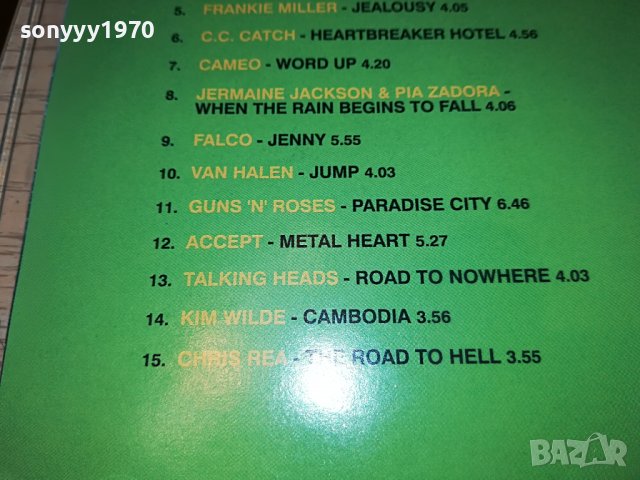 sonyyy1970
5. FRANKIE MILLER - JEALOUSY 4.05
6. C.C. CATCH - HEARTBREAKER HOTEL 4.56
7. CAMEO - WORD UP 4.20
8. JERMAINE JACKSON & PIA ZADORA -
WHEN THE RAIN BEGINS TO FALL 4.06
9. FALCO - JENNY 5.55
10. VAN HALEN - JUMP 4.03
11. GUNS 'N' ROSES - PARADISE CITY 6.46
12. ACCEPT - METAL HEART 5.27
13. TALKING HEADS - ROAD TO NOWHERE 4.03
14. KIM WILDE - CAMBODIA 3.56
15. CHRIS REA - THE ROAD TO HELL 3.55
BAZAR